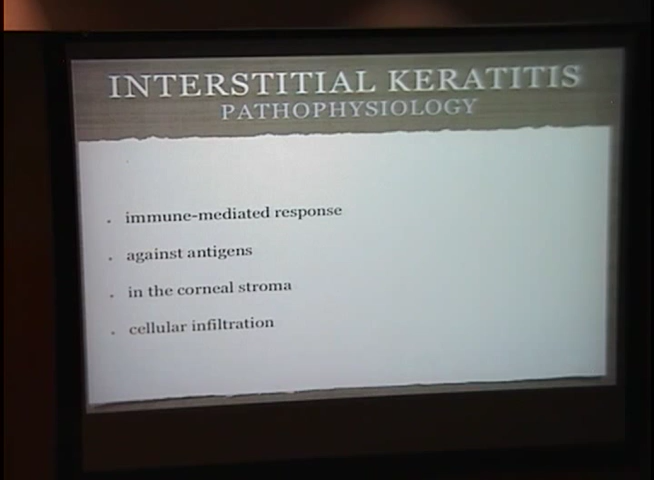 INTERSTITIAL KERATITIS
PATHOPHYSIOLOGY
immune-mediated response
against antigens
in the corneal stroma
cellular infiltration